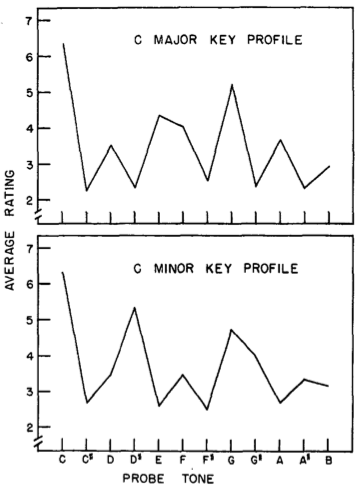 7
C MAJOR KEY PROFILE
6
5
4
3
2
AVERAGE RATING
7
C MINOR KEY PROFILE
6
5
4
3
2
C C# D D# E F F# G G# A A# B
PROBE TONE